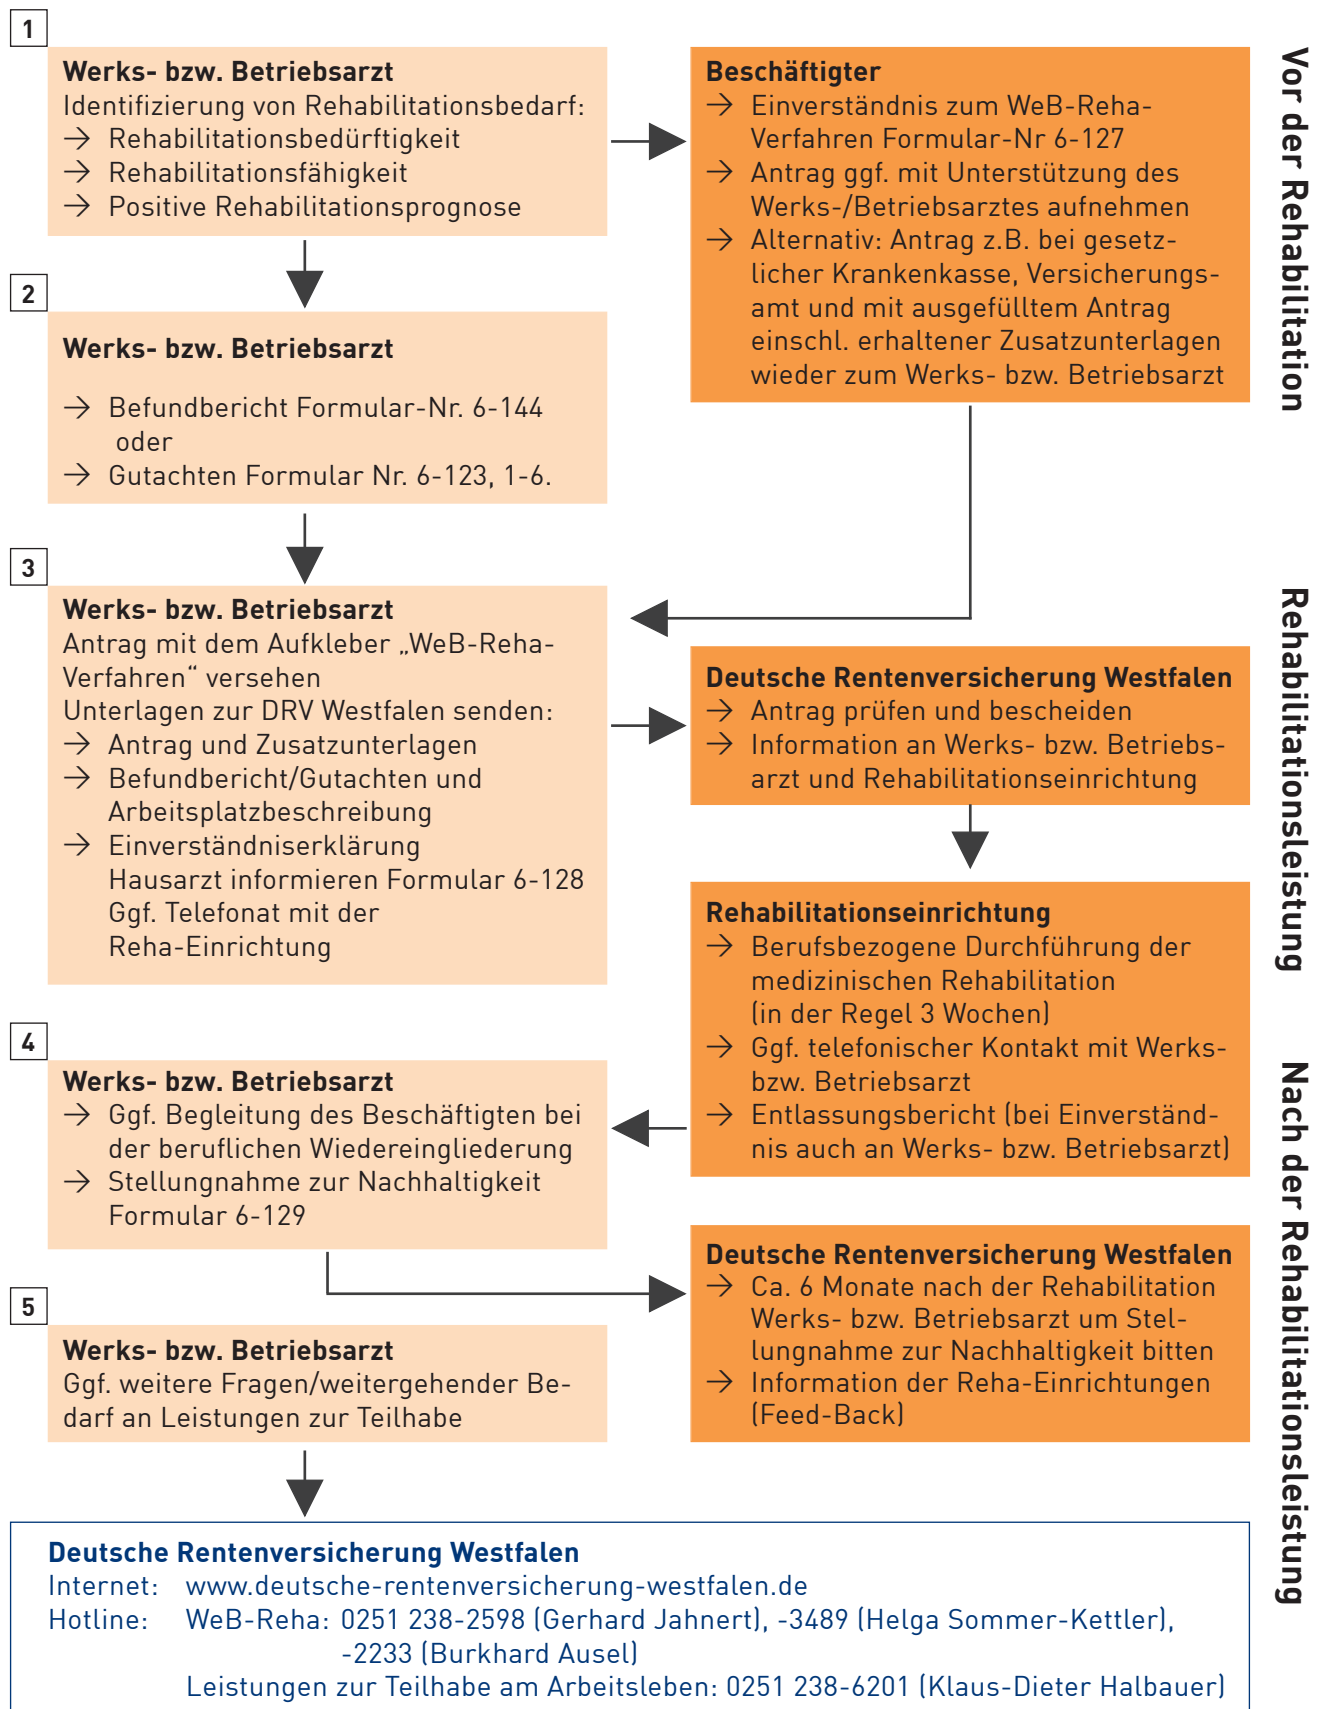 1
Werks- bzw. Betriebsarzt
Identifizierung von Rehabilitationsbedarf:
→ Rehabilitationsbedürftigkeit
→ Rehabilitationsfähigkeit
→ Positive Rehabilitationsprognose
Beschäftigter
→ Einverständnis zum WeB-Reha-
Verfahren Formular-Nr 6-127
→ Antrag ggf. mit Unterstützung des
Werks-/Betriebsarztes aufnehmen
→ Alternativ: Antrag z.B. bei gesetz-
licher Krankenkasse, Versicherungs-
amt und mit ausgefülltem Antrag
einschl. erhaltener Zusatzunterlagen
wieder zum Werks- bzw. Betriebsarzt
Vor der Rehabilitation
2
Werks- bzw. Betriebsarzt
→ Befundbericht Formular-Nr. 6-144
oder
→ Gutachten Formular Nr. 6-123, 1-6.
3
Werks- bzw. Betriebsarzt
Antrag mit dem Aufkleber „WeB-Reha-
Verfahren“ versehen
Unterlagen zur DRV Westfalen senden:
→ Antrag und Zusatzunterlagen
→ Befundbericht/Gutachten und
Arbeitsplatzbeschreibung
→ Einverständniserklärung
Hausarzt informieren Formular 6-128
Ggf. Telefonat mit der
Reha-Einrichtung
Deutsche Rentenversicherung Westfalen
→ Antrag prüfen und bescheiden
→ Information an Werks- bzw. Betriebs-
arzt und Rehabilitationseinrichtung
Rehabilitationsleistung
Rehabilitationseinrichtung
→ Berufsbezogene Durchführung der
medizinischen Rehabilitation
(in der Regel 3 Wochen)
→ Ggf. telefonischer Kontakt mit Werks-
bzw. Betriebsarzt
→ Entlassungsbericht (bei Einverständ-
nis auch an Werks- bzw. Betriebsarzt)
4
Werks- bzw. Betriebsarzt
→ Ggf. Begleitung des Beschäftigten bei
der beruflichen Wiedereingliederung
→ Stellungnahme zur Nachhaltigkeit
Formular 6-129
Deutsche Rentenversicherung Westfalen
→ Ca. 6 Monate nach der Rehabilitation
Werks- bzw. Betriebsarzt um Stel-
lungnahme zur Nachhaltigkeit bitten
→ Information der Reha-Einrichtungen
(Feed-Back)
Nach der Rehabilitationsleistung
5
Werks- bzw. Betriebsarzt
Ggf. weitere Fragen/weitergehender Be-
darf an Leistungen zur Teilhabe
Deutsche Rentenversicherung Westfalen
Internet: www.deutsche-rentenversicherung-westfalen.de
Hotline: WeB-Reha: 0251 238-2598 (Gerhard Jahnert), -3489 (Helga Sommer-Kettler),
-2233 (Burkhard Ausel)
Leistungen zur Teilhabe am Arbeitsleben: 0251 238-6201 (Klaus-Dieter Halbauer)